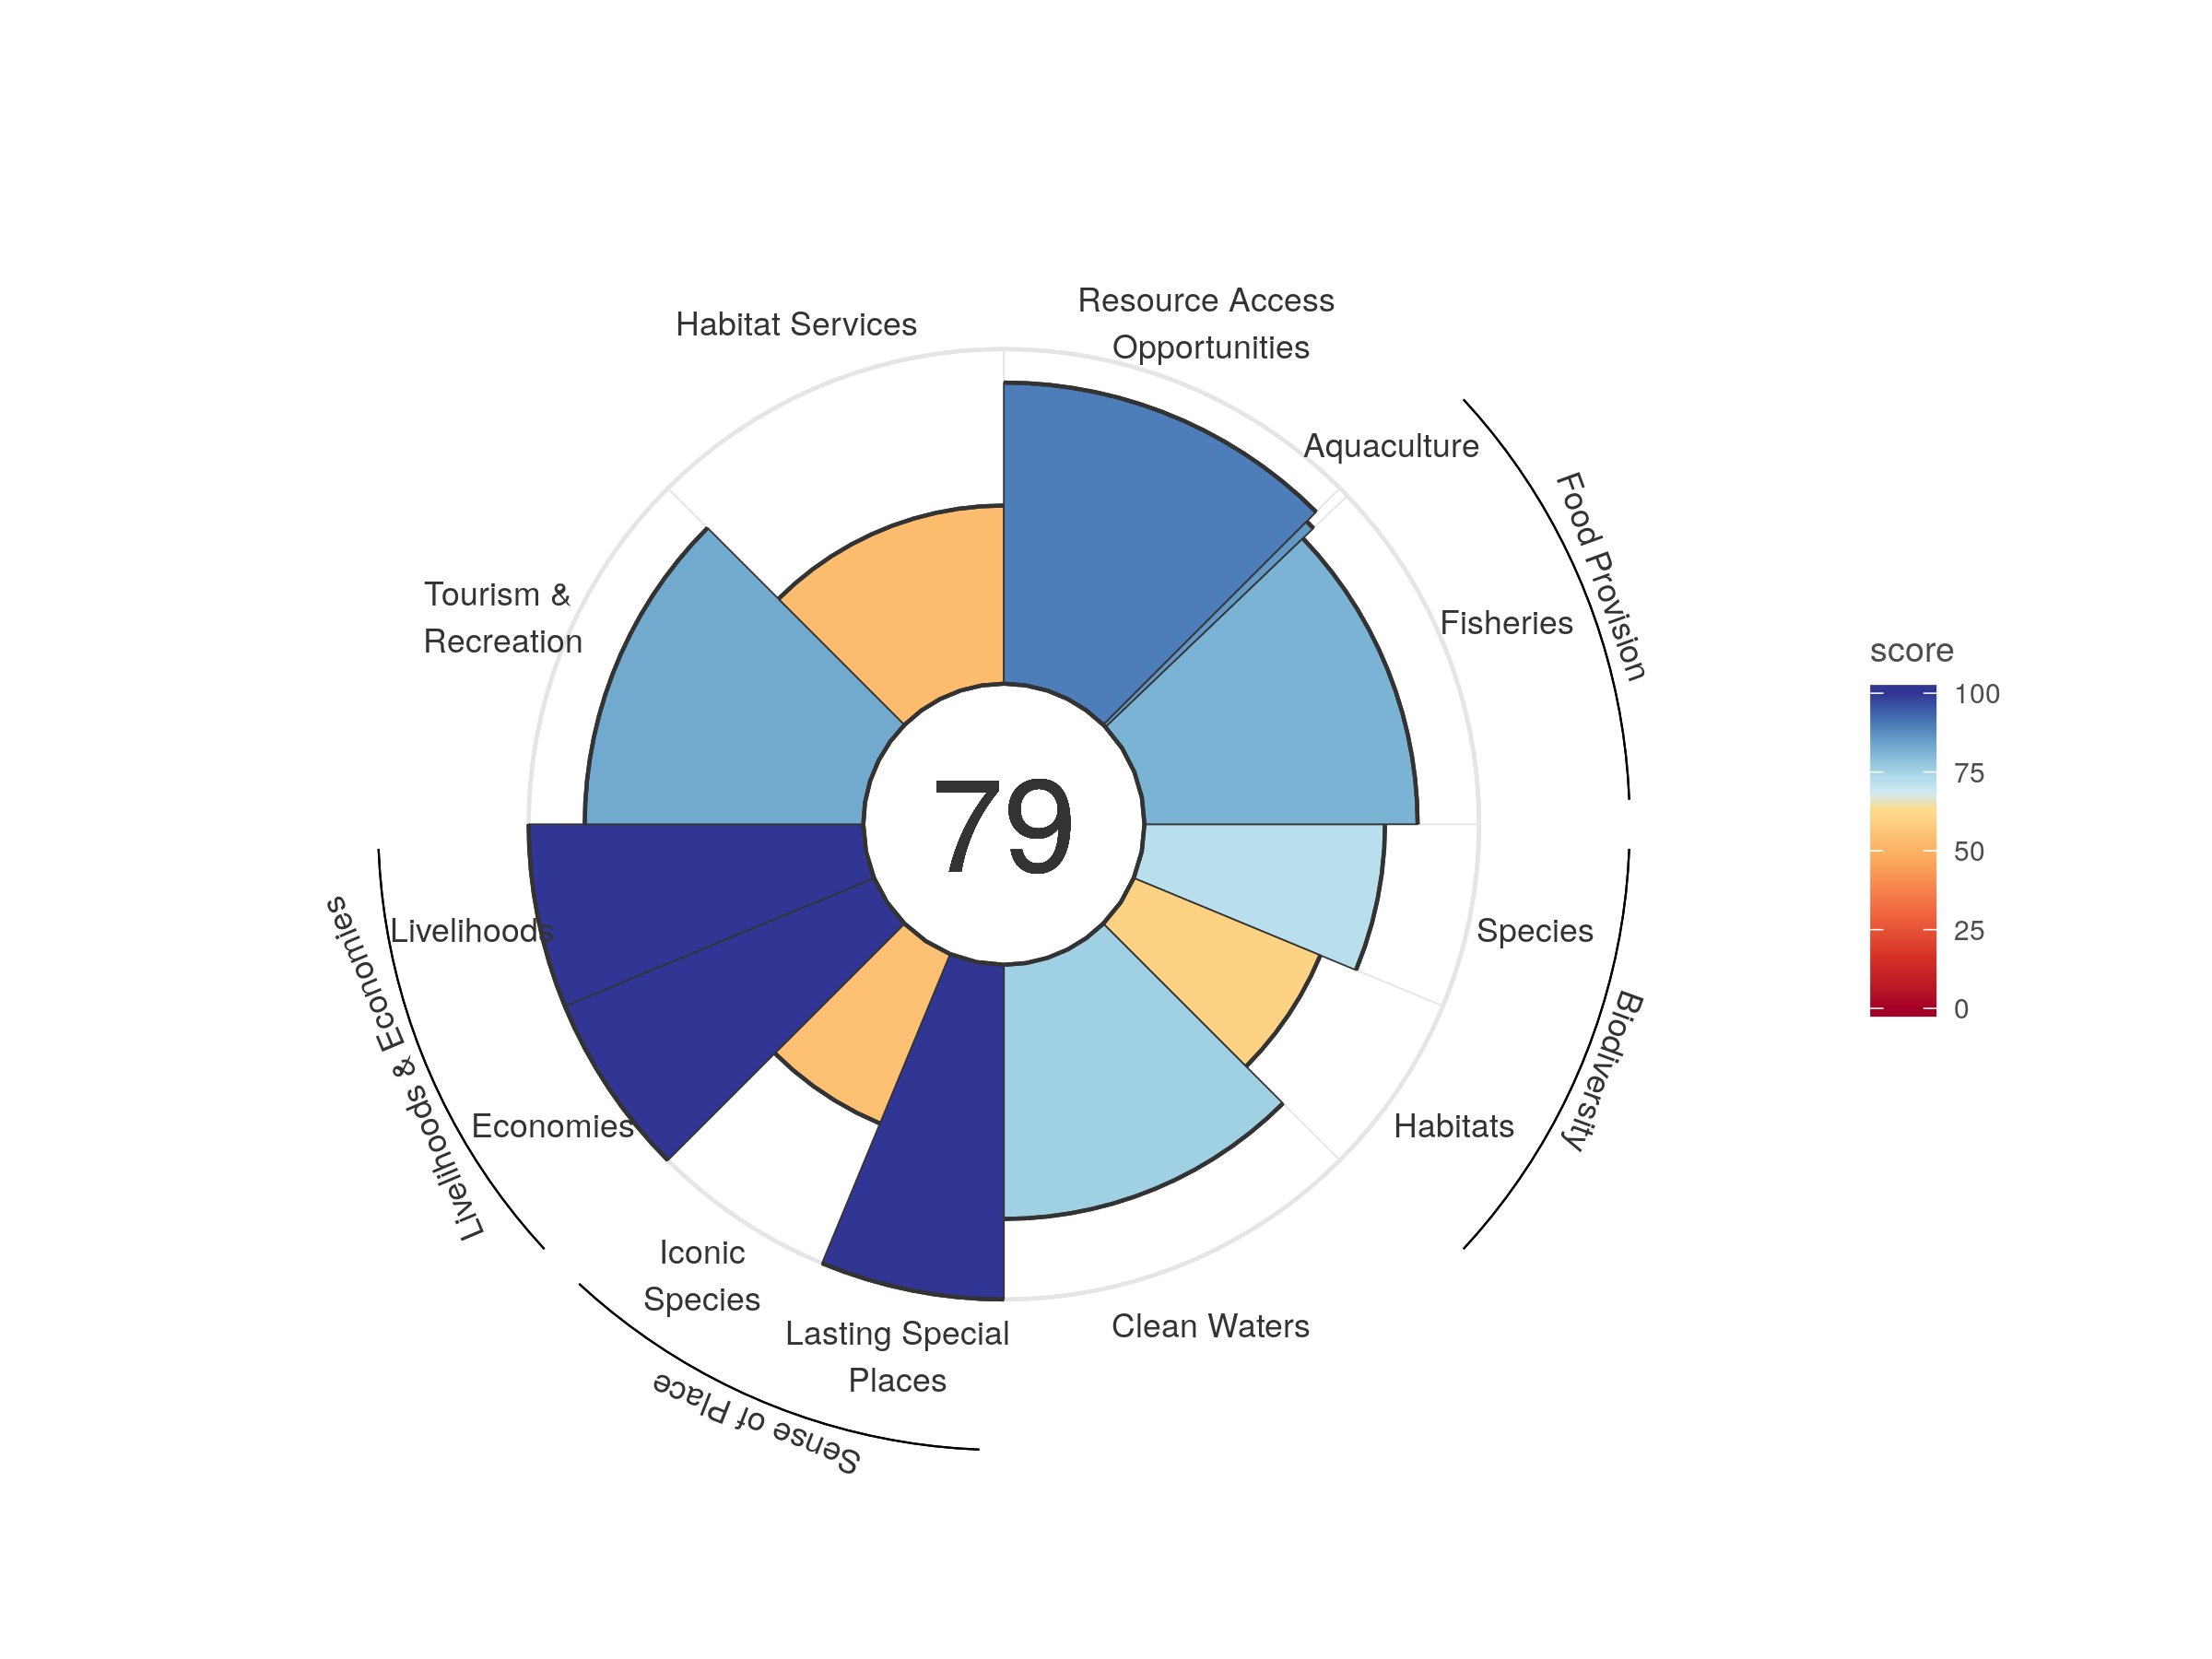 Resource Access
Opportunities
Habitat Services
Aquaculture
Food Provision
Tourism &
Recreation
Fisheries
79
Livelihoods
Species
Livelihoods & Economies
Biodiversity
Economies
Habitats
Iconic
Species
Lasting Special
Places
Clean Waters
Sense of Place
score
100
75
50
25
0